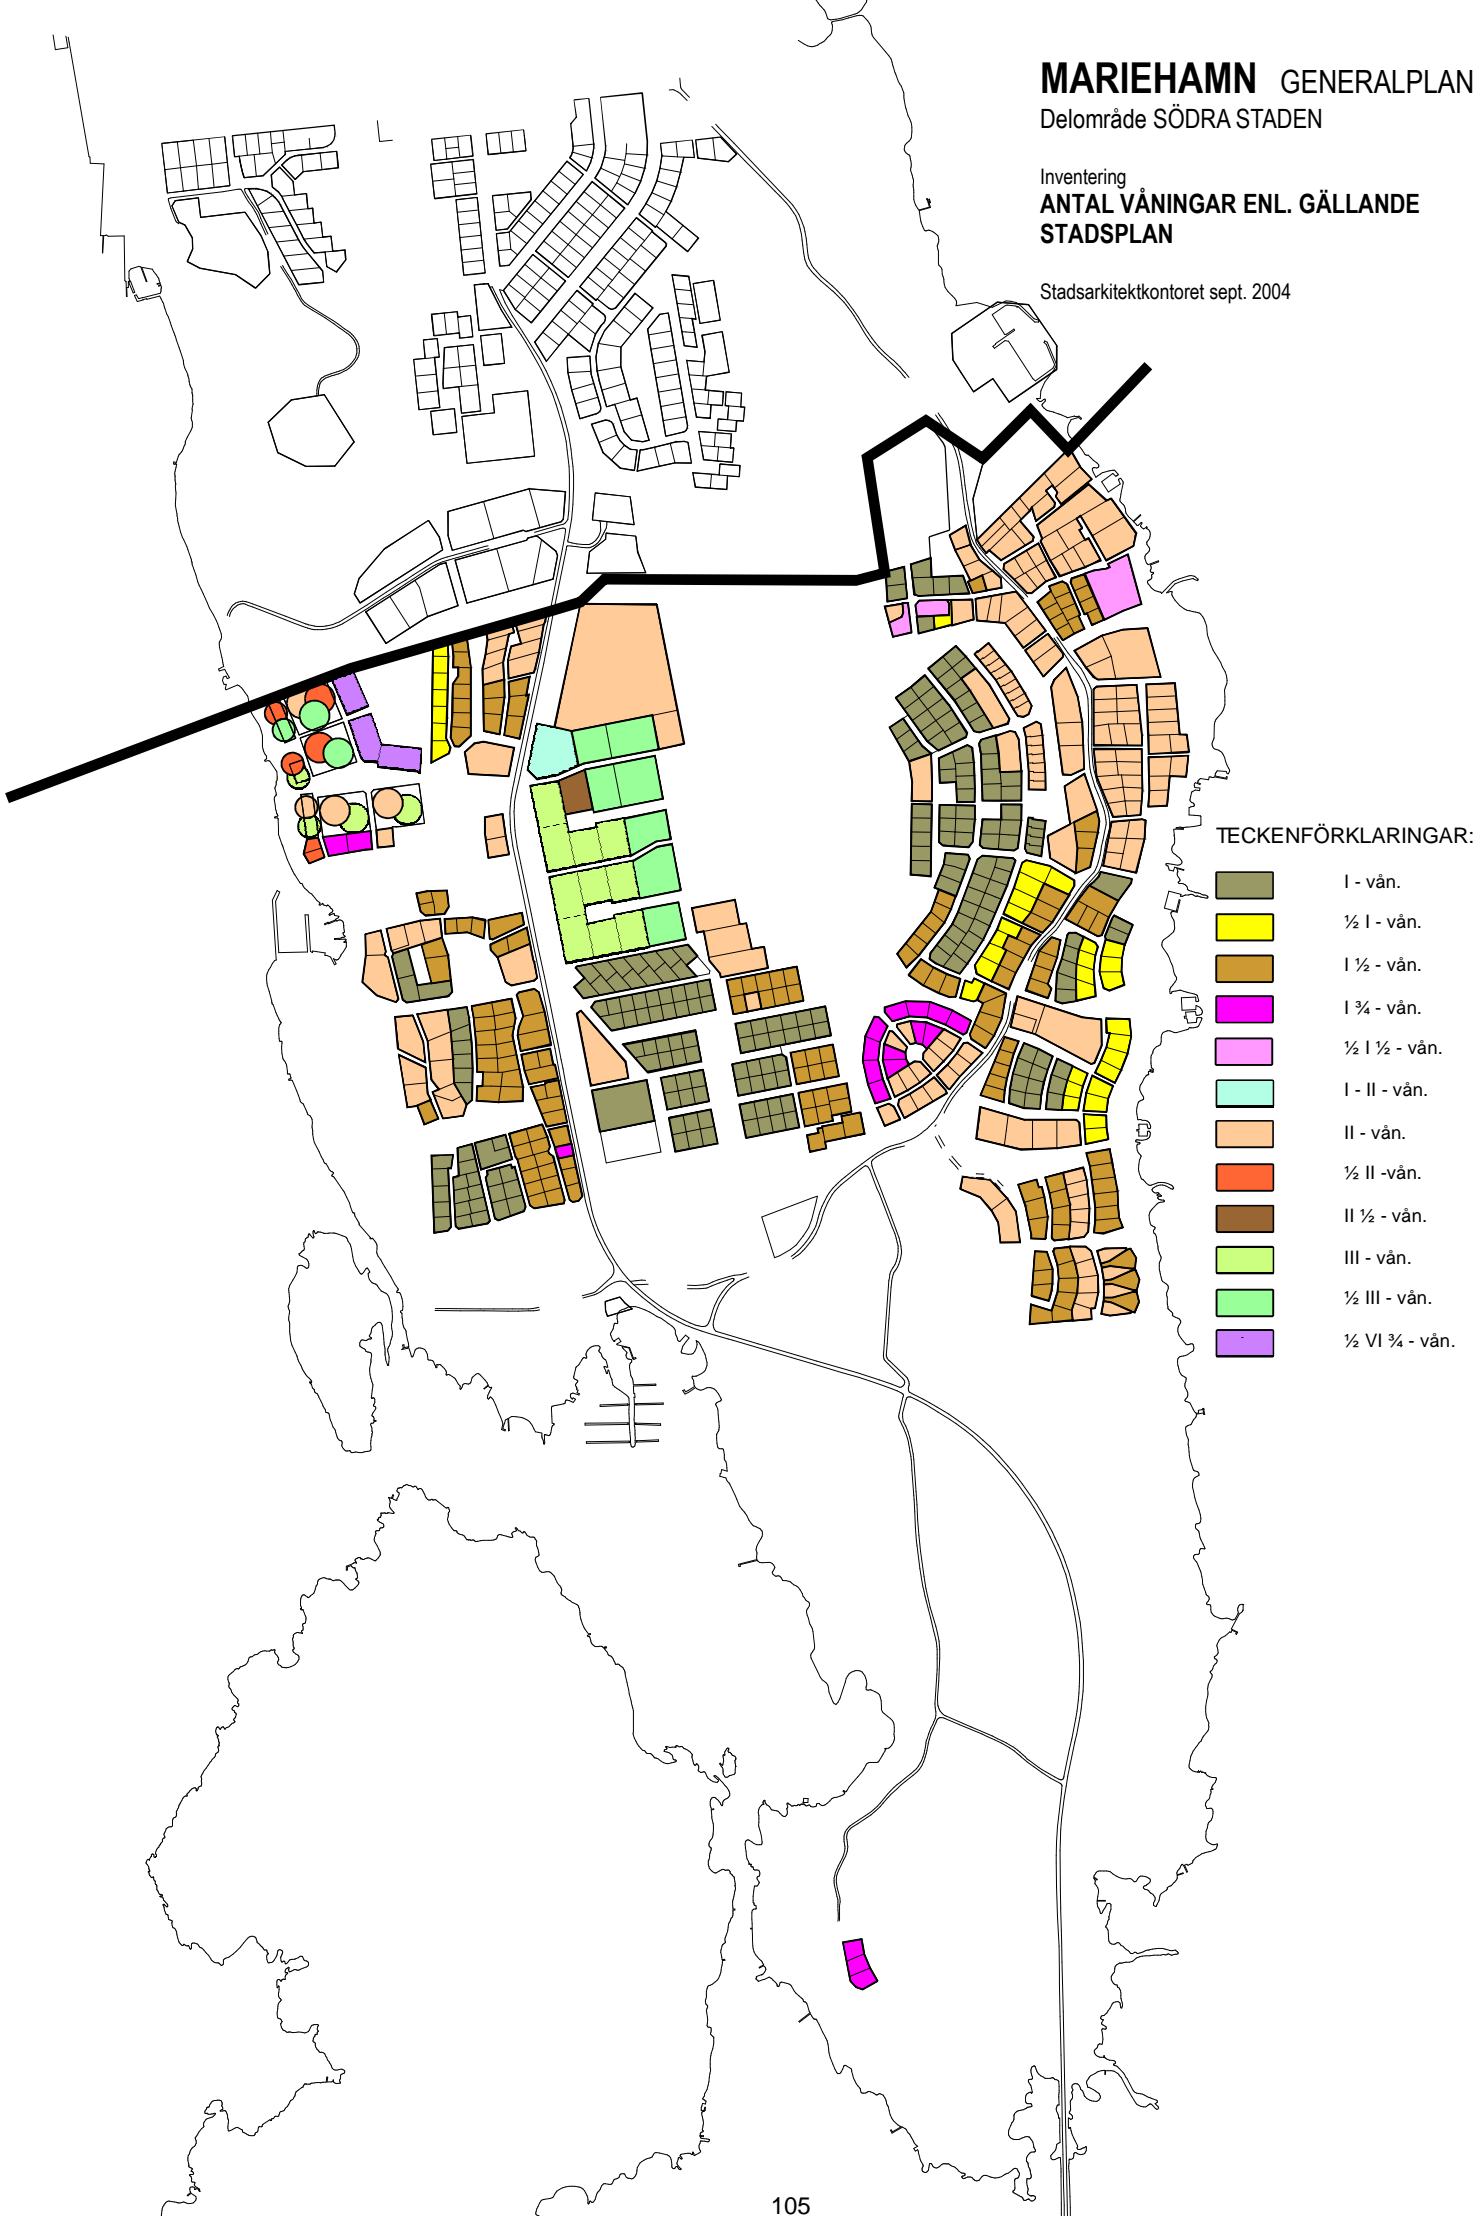 MARIEHAMN GENERALPLAN
Delområde SÖDRA STADEN
Inventering
ANTAL VÅNINGAR ENL. GÄLLANDE
STADSPLAN
Stadsarkitektkontoret sept. 2004
TECKENFÖRKLARINGAR:
I - vån.
½ I - vån.
I ½ - vån.
I ¾ - vån.
½ I ½ - vån.
I - II - vån.
II - vån.
½ II -vån.
II ½ - vån.
III - vån.
½ III - vån.
½ VI ¾ - vån.
105